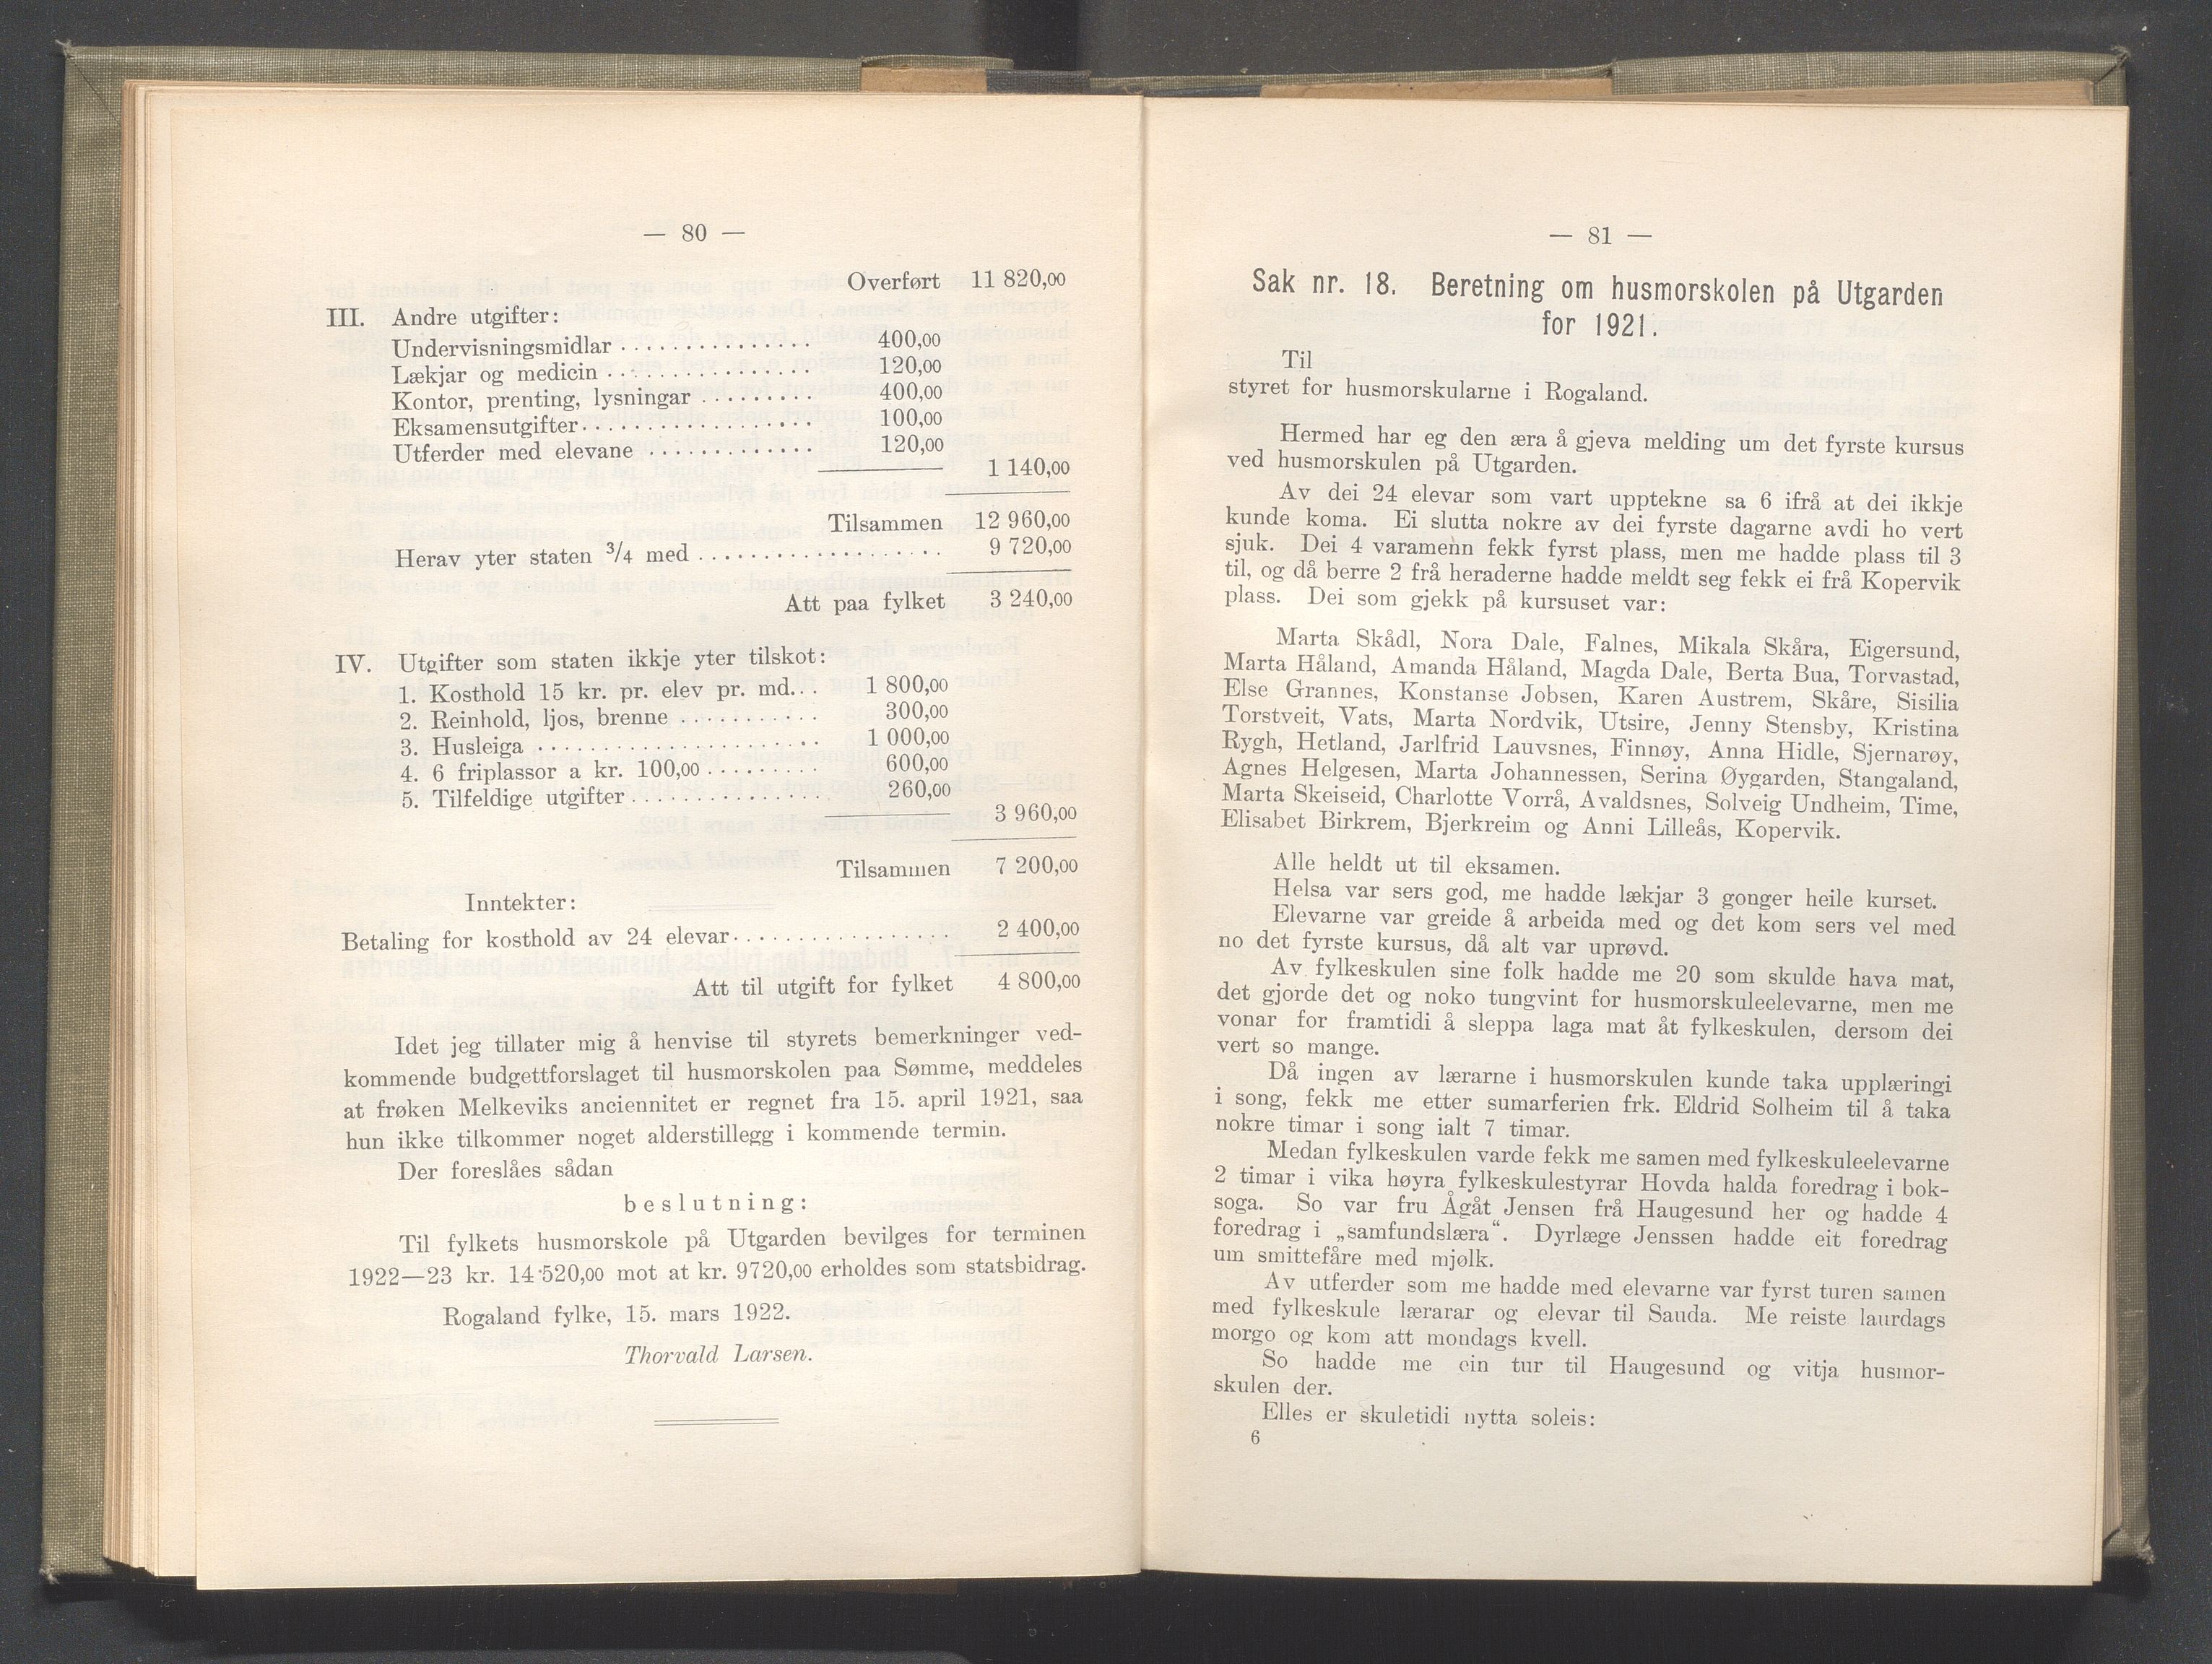 — 80 —
Overført 11 820,00
III. Andre utgifter:
Undervisningsmidlar . . . . . . . . . . . . . . . 400,00
Lækjar og medicin . . . . . . . . . . . . . . . . 120,00
Kontor, prenting, lysningar . . . . . . . . . 400,00
Eksamensutgifter. . . . . . . . . . . . . . . . . . 100,00
Utferder med elevane . . . . . . . . . . . . . 120,00
1 140,00
Tilsammen 12 960,00
Herav yter staten 3/4 med . . . . . . . . . . . . . . . . . . . 9 720,00
Att paa fylket 3 240,00
IV. Utgifter som staten ikkje yter tilskot:
1. Kosthold 15 kr. pr. elev pr. md. . . 1 800,00
2. Reinhold, ljos, brenne . . . . . . . . . . . 300,00
3. Husleiga . . . . . . . . . . . . . . . . . . . . . . 1 000,00
4. 6 friplassor a kr. 100,00 . . . . . . . . . 600,00
5. Tilfeldige utgifter . . . . . . . . . . . . . . . . 260,00
3 960,00
Tilsammen 7 200,00
Inntekter:
Betaling for kosthold av 24 elevar. . . . . . . . . . . . . . . . . 2 400,00
Att til utgift for fylket 4 800,00
Idet jeg tillater mig å henvise til styrets bemerkninger ved-
kommende budgettforslaget til husmorskolen paa Sømme, meddeles
at frøken Melkeviks anciennitet er regnet fra 15. april 1921, saa
hun ikke tilkommer noget alderstillegg i kommende termin.
Der foreslåes sådan
beslutning:
Til fylkets husmorskole på Utgarden bevilges for terminen
1922—23 kr. 14 520,00 mot at kr. 9720,00 erholdes som statsbidrag.
Rogaland fylke, 15. mars 1922.
Thorvald Larsen.
— 81 —
Sak nr. 18. Beretning om husmorskolen på Utgarden
for 1921.
Til
styret for husmorskularne i Rogaland.
Hermed har eg den æra å gjeva melding um det fyrste kursus
ved husmorskulen på Utgarden.
Av dei 24 elevar som vart upptekne sa 6 ifrå at dei ikkje
kunde koma. Ei slutta nokre av dei fyrste dagarne avdi ho vert
sjuk. Dei 4 varamenn fekk fyrst plass, men me hadde plass til 3
til, og då berre 2 frå heraderne hadde meldt seg fekk ei frå Kopervik
plass. Dei som gjekk på kursuset var:
Marta Skådl, Nora Dale, Falnes, Mikala Skåra, Eigersund,
Marta Håland, Amanda Håland, Magda Dale, Berta Bua, Torvastad,
Else Grannes, Konstanse Jobsen, Karen Austrem, Skåre, Sisilia
Torstveit, Vats, Marta Nordvik, Utsire, Jenny Stensby, Kristina
Rygh, Hetland, Jarlfrid Lauvsnes, Finnøy, Anna Hidle, Sjernarøy,
Agnes Helgesen, Marta Johannessen, Serina Øygarden, Stangaland,
Marta Skeiseid, Charlotte Vorrå, Avaldsnes, Solveig Undheim, Time,
Elisabet Birkrem, Bjerkreim og Anni Lilleås, Kopervik.
Alle heldt ut til eksamen.
Helsa var sers god, me hadde lækjar 3 gonger heile kurset.
Elevarne var greide å arbeida med og det kom sers vel med
no det fyrste kursus, då alt var uprøvd.
Av fylkeskulen sine folk hadde me 20 som skulde hava mat,
det gjorde det og noko tungvint for husmorskuleelevarne, men me
vonar for framtidi å sleppa laga mat åt fylkeskulen, dersom dei
vert so mange.
Då ingen av lærarne i husmorskulen kunde taka upplæringi
i song, fekk me etter sumarferien frk. Eldrid Solheim til å taka
nokre timar i song ialt 7 timar.
Medan fylkeskulen varde fekk me samen med fylkeskuleelevarne
2 timar i vika høyra fylkeskulestyrar Hovda halda foredrag i bok-
soga. So var fru Ågåt Jensen frå Haugesund her og hadde 4
foredrag i „samfundslæra“. Dyrlæge Jenssen hadde eit foredrag
um smittefåre med mjølk.
Av utferder som me hadde med elevarne var fyrst turen samen
med fylkeskule lærarar og elevar til Sauda. Me reiste laurdags
morgo og kom att mondags kvell.
So hadde me ein tur til Haugesund og vitja husmor-
skulen der.
Elles er skuletidi nytta soleis:
6